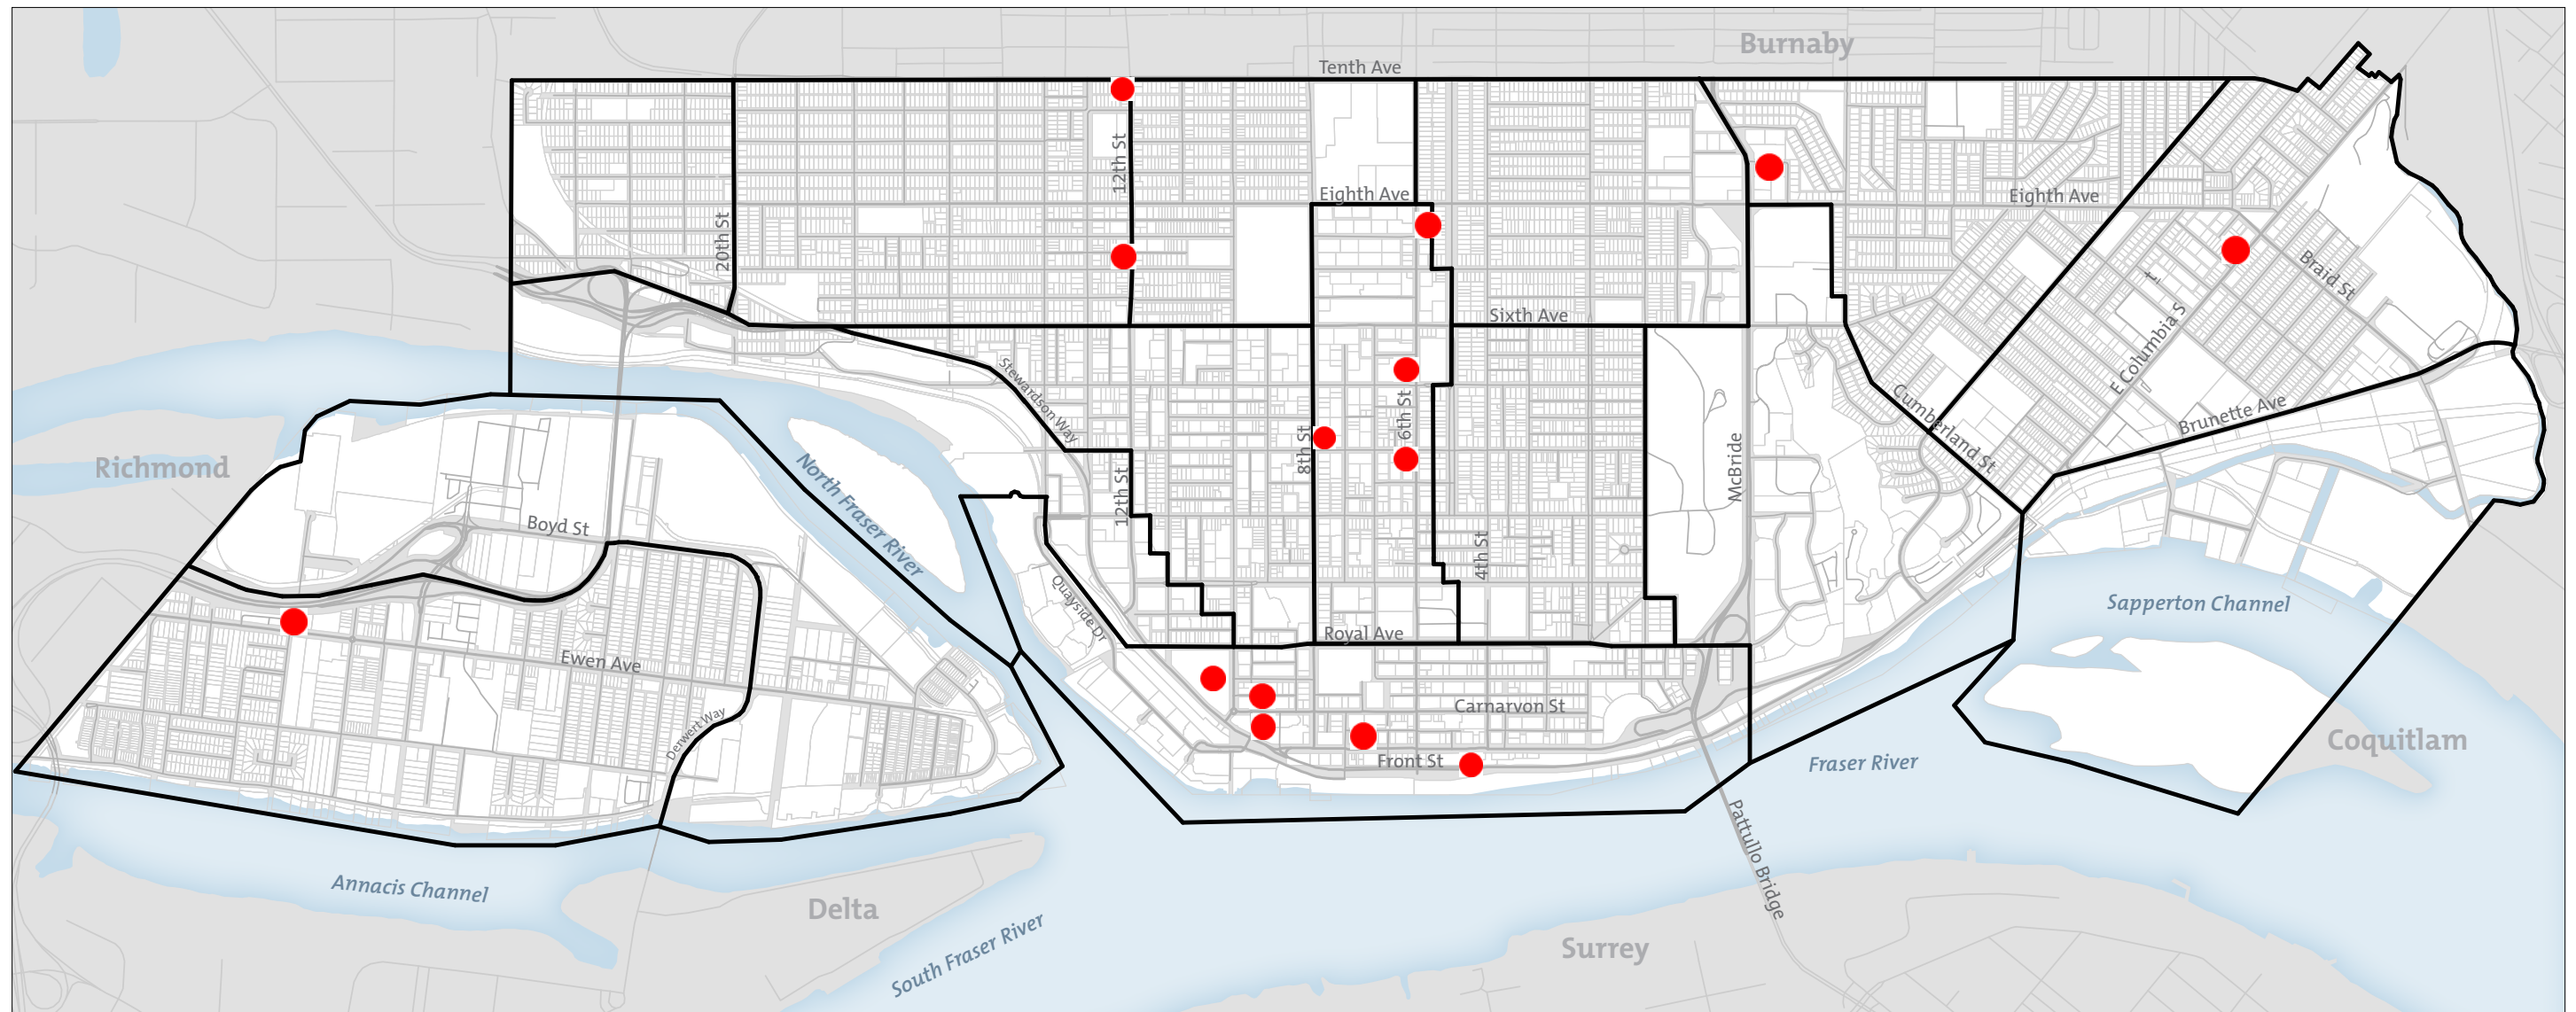 Burnaby
Tenth Ave
12th St
Eighth Ave
Eighth Ave
20th St
Braid St
Sixth Ave
E Columbia S
Stewardson Way
6th St
Cumberland St
Brunette Ave
8th St
McBride
Richmond
North Fraser River
12th St
Boyd St
4th St
Quayside Dr
Sapperton Channel
Royal Ave
Ewen Ave
Carnarvon St
Derwert Way
Front St
Fraser River
Coquitlam
Pattullo Bridge
Annacis Channel
Delta
South Fraser River
Surrey